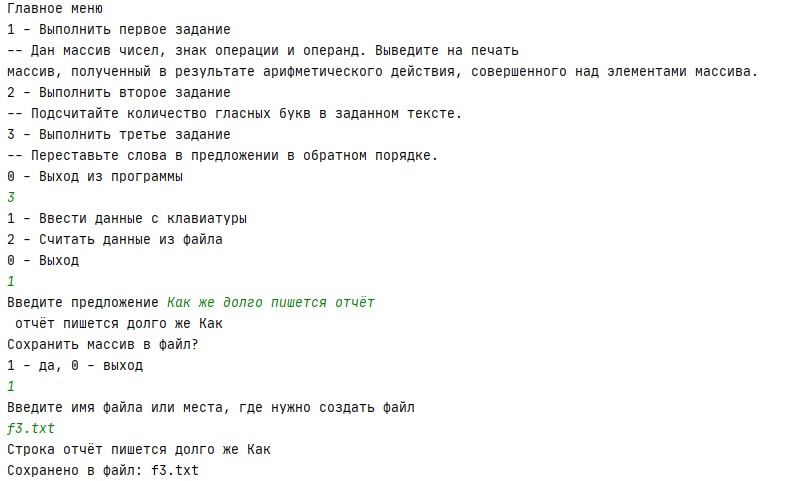 Главное меню
1 - Выполнить первое задание
-- Дан массив чисел, знак операции и операнд. Выведите на печать
массив, полученный в результате арифметического действия, совершенного над элементами массива.
2 - Выполнить второе задание
-- Подсчитайте количество гласных букв в заданном тексте.
3 - Выполнить третье задание
-- Переставьте слова в предложении в обратном порядке.
0 - Выход из программы
3
1 - Ввести данные с клавиатуры
2 - Считать данные из файла
0 - Выход
1
Введите предложение Как же долго пишется отчёт
 отчёт пишется долго же Как
Сохранить массив в файл?
1 - да, 0 - выход
1
Введите имя файла или места, где нужно создать файл
f3.txt
Строка отчёт пишется долго же Как
Сохранено в файл: f3.txt